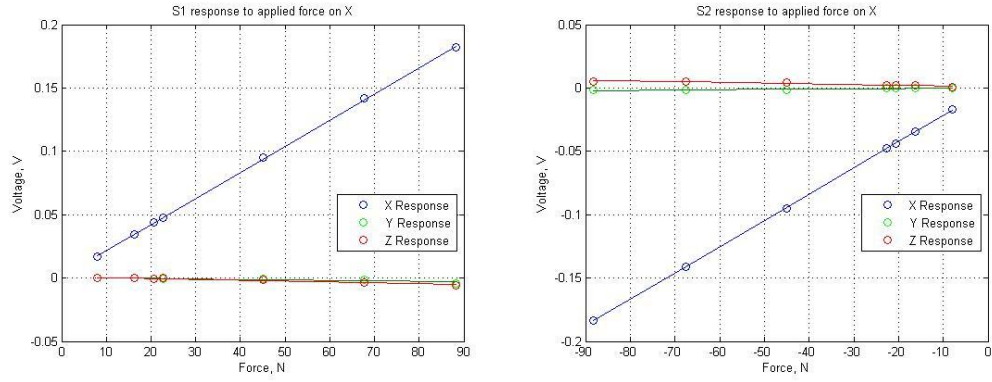 S1 response to applied force on X
0.2
0.15
0.1
0.05
0
-0.05
Voltage, V
X Response
Y Response
Z Response
0 10 20 30 40 50 60 70 80 90
Force, N
S2 response to applied force on X
0.05
0
-0.05
-0.1
-0.15
-0.2
Voltage, V
X Response
Y Response
Z Response
-90 -80 -70 -60 -50 -40 -30 -20 -10 0
Force, N